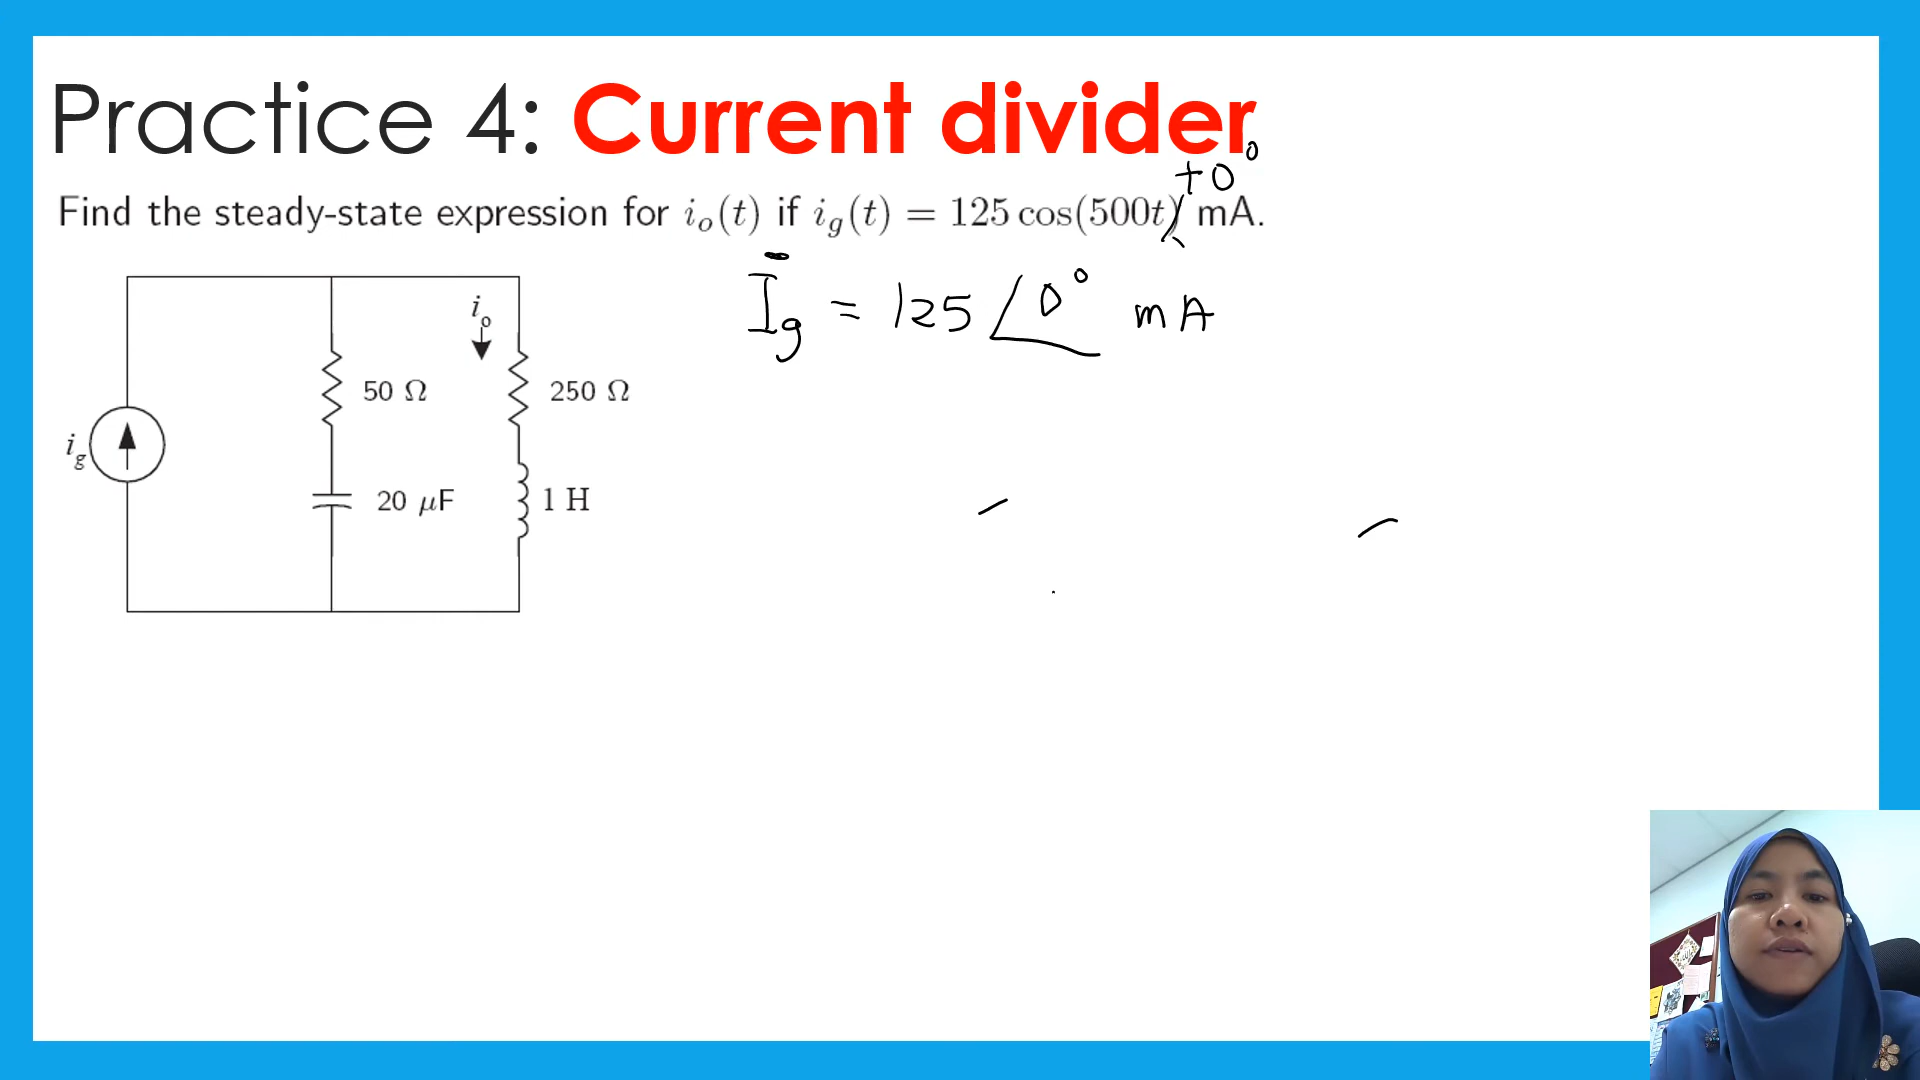 Practice 4: Current divider
+0°
Find the steady-state expression for i_o(t) if i_g(t) = 125 cos(500t) mA.
I_g = 125 ∠0° mA
i_o
50 Ω
250 Ω
i_g
20 μF
1 H